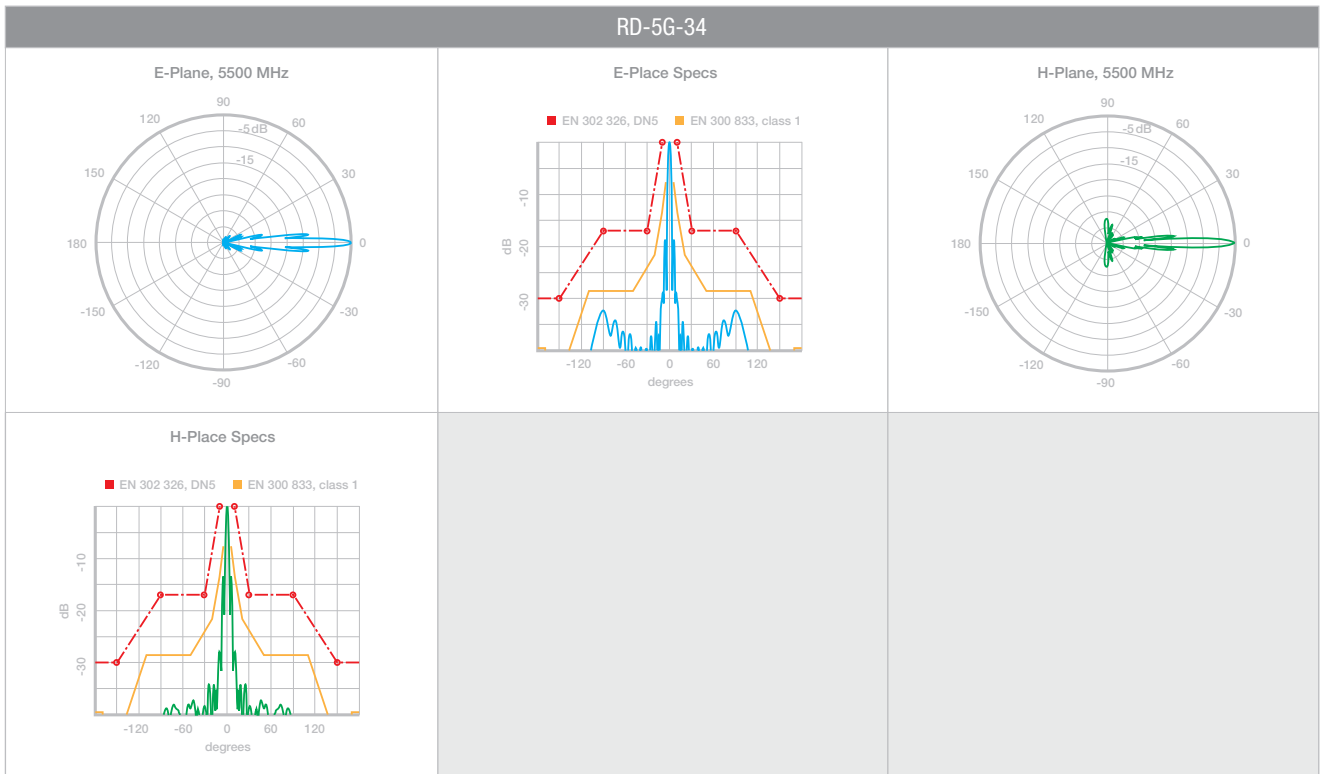 RD-5G-34
E-Plane, 5500 MHz
90
120
60
-5dB
-15
150
30
180
0
-150
-30
-120
-60
-90
E-Place Specs
EN 302 326, DN5
EN 300 833, class 1
-10
-20
-30
dB
-120
-60
0
60
120
degrees
H-Plane, 5500 MHz
90
120
60
-5dB
-15
150
30
180
0
-150
-30
-120
-60
-90
H-Place Specs
EN 302 326, DN5
EN 300 833, class 1
-10
-20
-30
dB
-120
-60
0
60
120
degrees